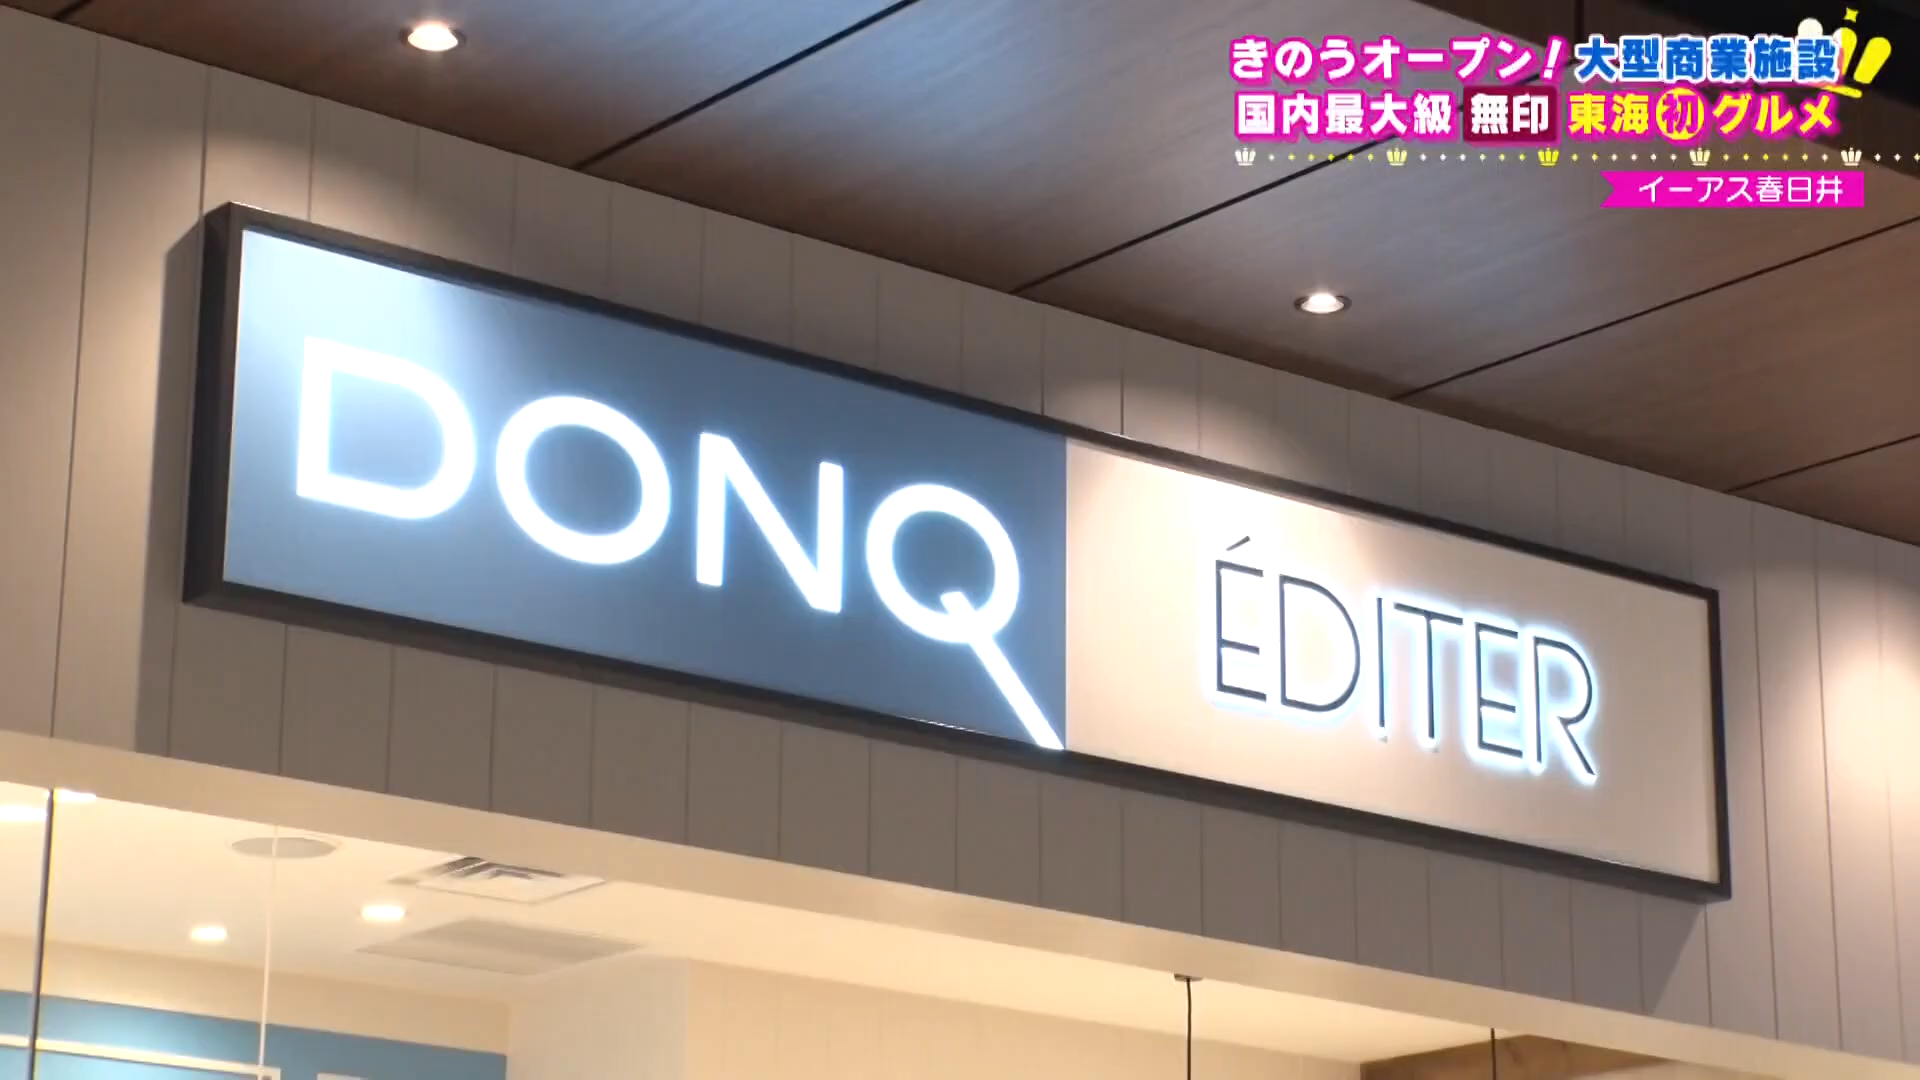 きのうオープン!大型商業施設
国内最大級 無印 東海初グルメ
イーアス春日井
DONQ
ÉDITER